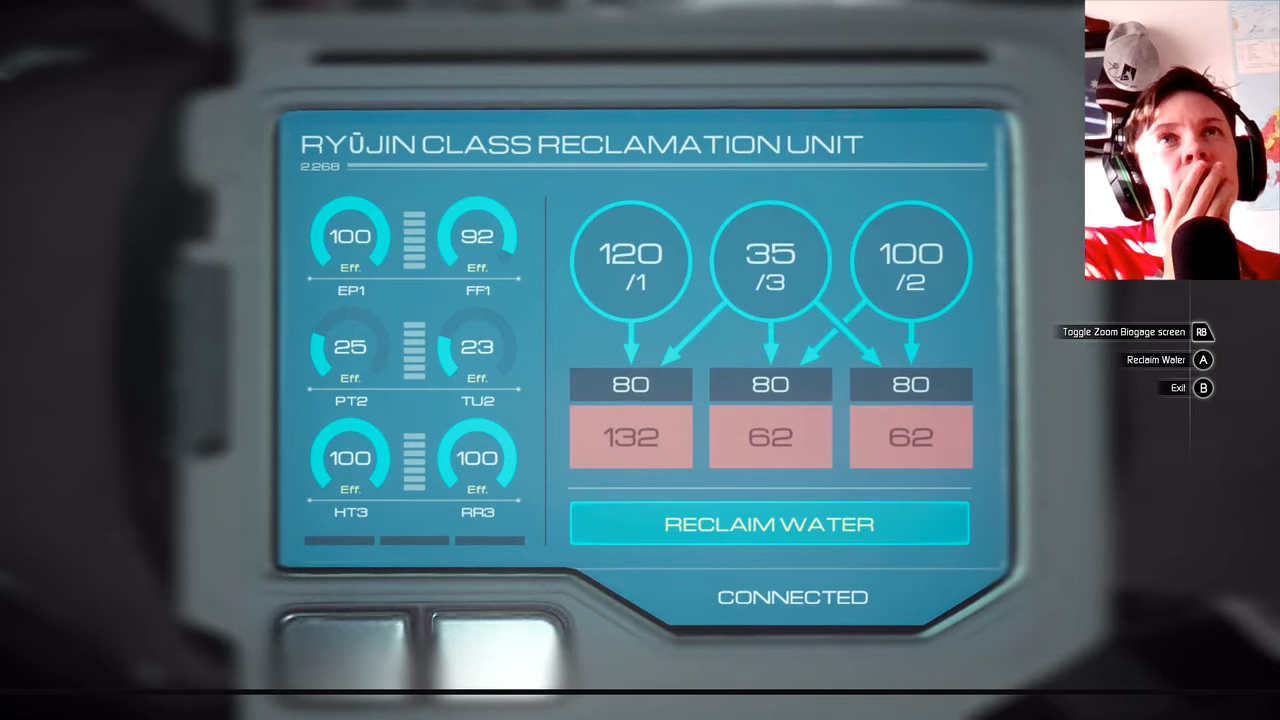 RYŪJIN CLASS RECLAMATION UNIT
2.26B
100
Eff.
EP1
92
Eff.
FF1
25
Eff.
PT2
23
Eff.
TU2
100
Eff.
HT3
100
Eff.
RR3
120
/1
35
/3
100
/2
80
80
80
132
62
62
RECLAIM WATER
CONNECTED
Toggle Zoom Biogage screen RB
Reclaim Water A
Exit B